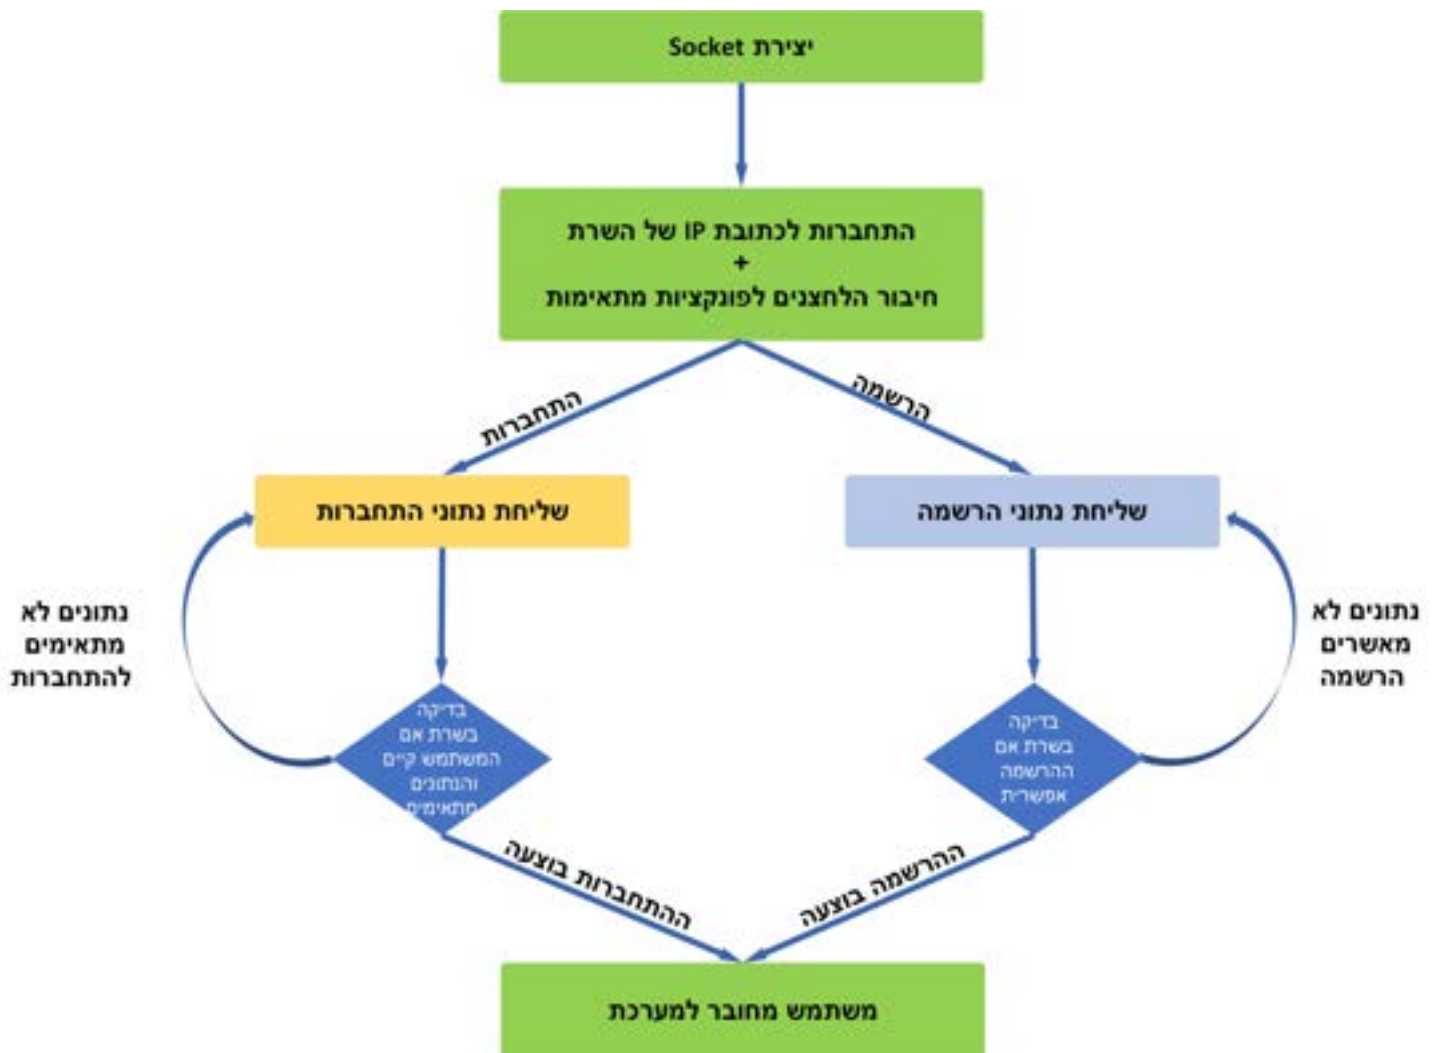 יצירת Socket
התחברות לכתובת IP של השרת
+
חיבור הלחצנים לפונקציות מתאימות
הרשמה
התחברות
שליחת נתוני הרשמה
שליחת נתוני התחברות
נתונים לא
מאשרים
הרשמה
נתונים לא
מתאימים
להתחברות
בדיקה
בשרת אם
ההרשמה
אפשרית
בדיקה
בשרת אם
המשתמש קיים
והנתונים
מתאימים
ההרשמה בוצעה
ההתחברות בוצעה
משתמש מחובר למערכת